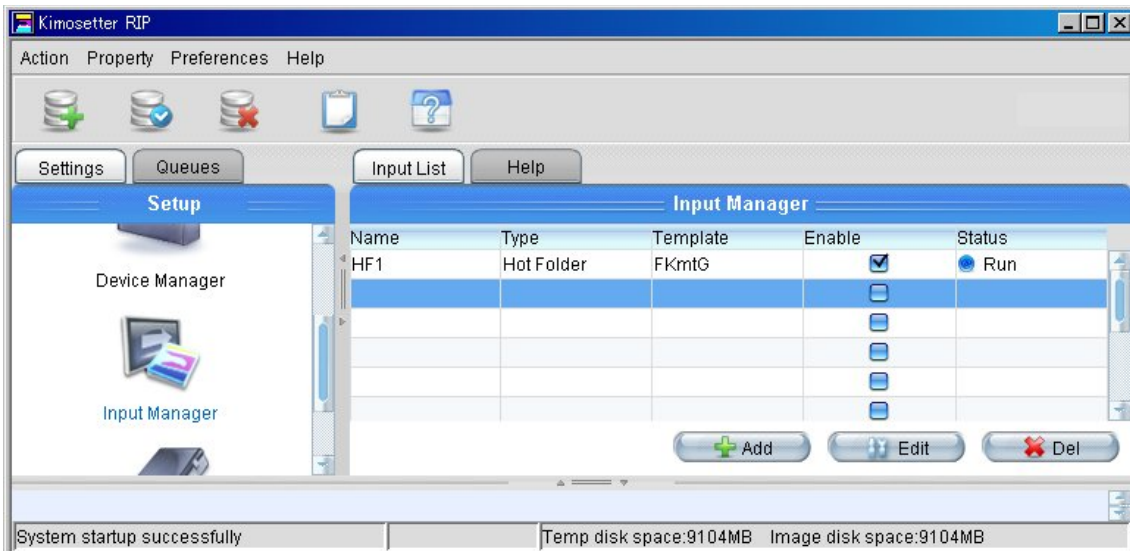 Kimosetter RIP
Action Property Preferences Help
Settings Queues Input List Help
Setup
Input Manager
Name Type Template Enable Status
HF1 Hot Folder FKmtG Run
Device Manager
Input Manager
Add Edit Del
System startup successfully Temp disk space:9104MB Image disk space:9104MB